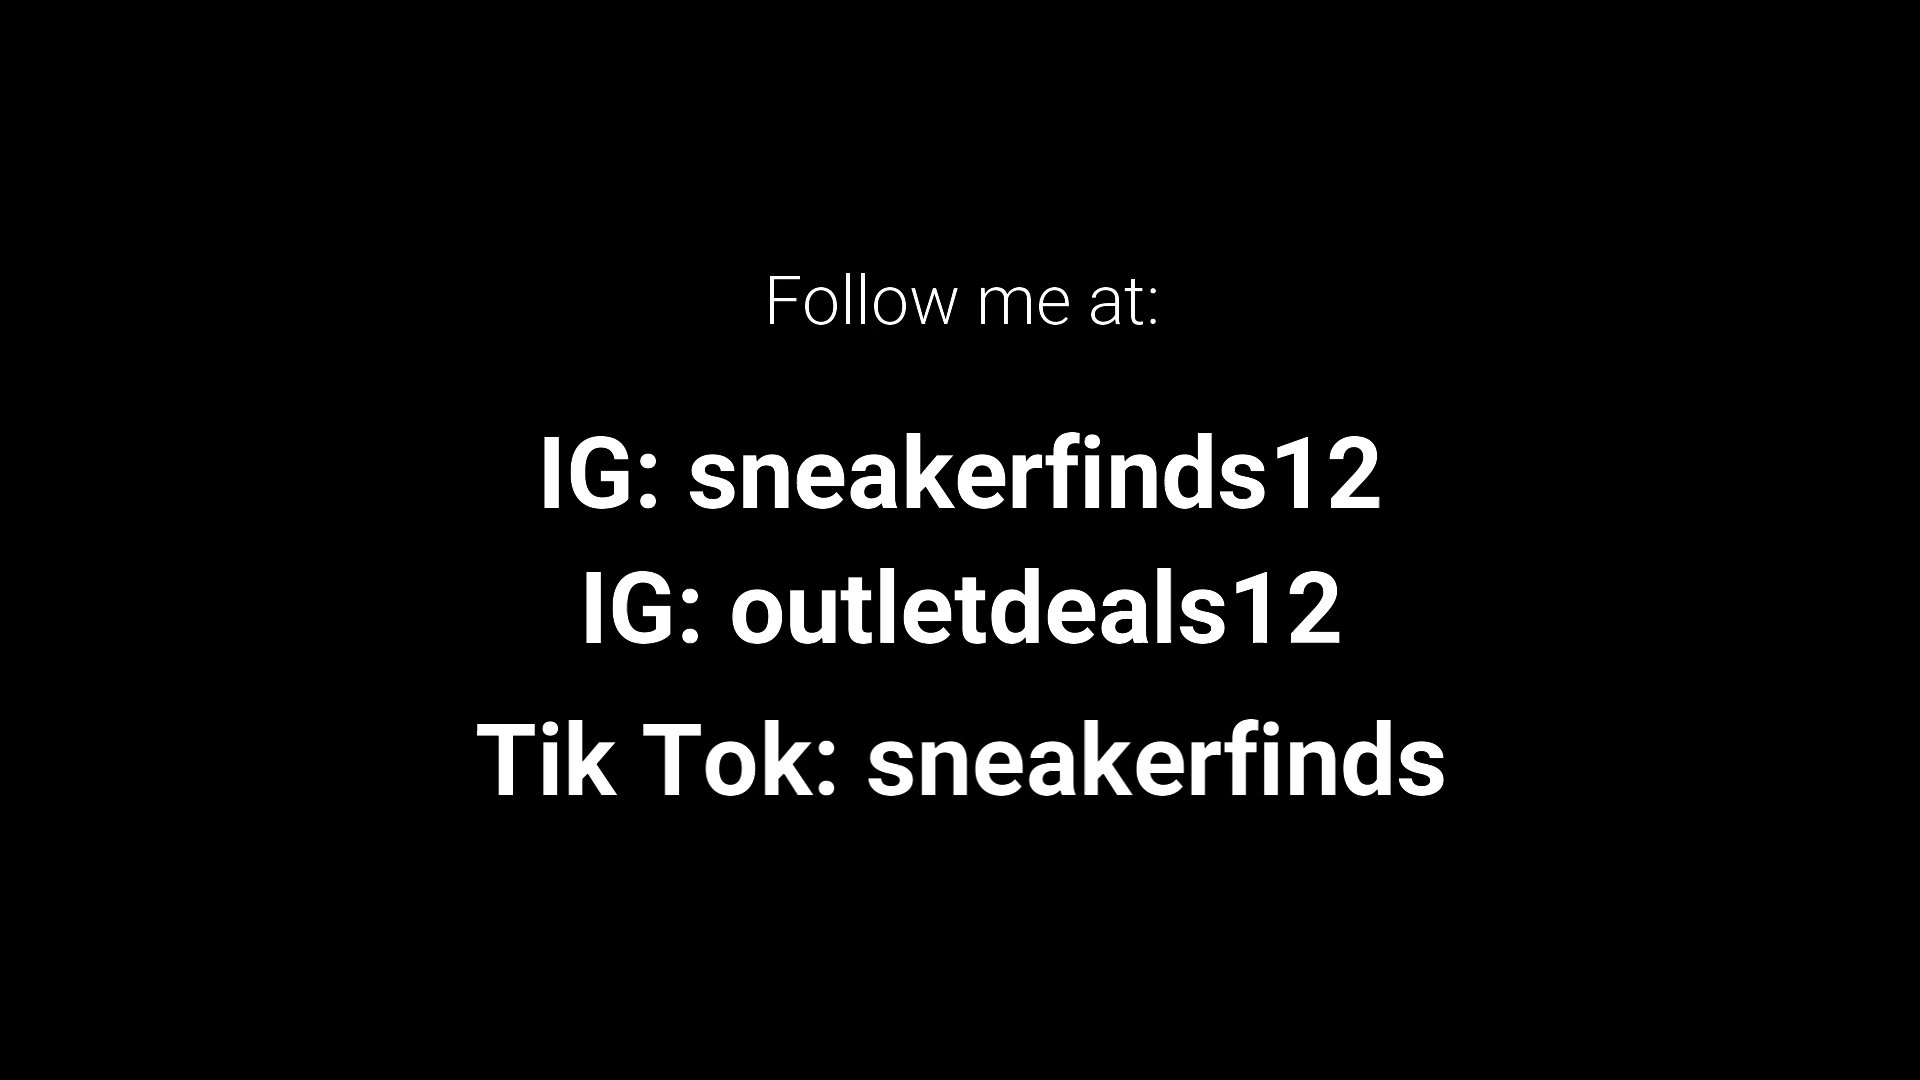 Follow me at:
IG: sneakerfinds12
IG: outletdeals12
Tik Tok: sneakerfinds